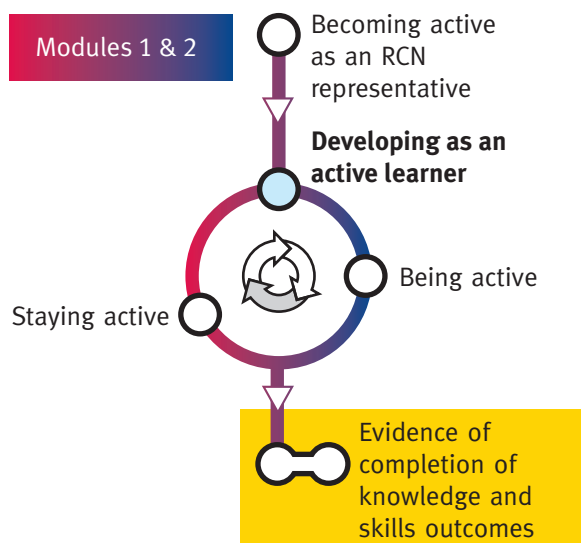 Modules 1 & 2
Becoming active
as an RCN
representative
Developing as an
active learner
Being active
Staying active
Evidence of
completion of
knowledge and
skills outcomes